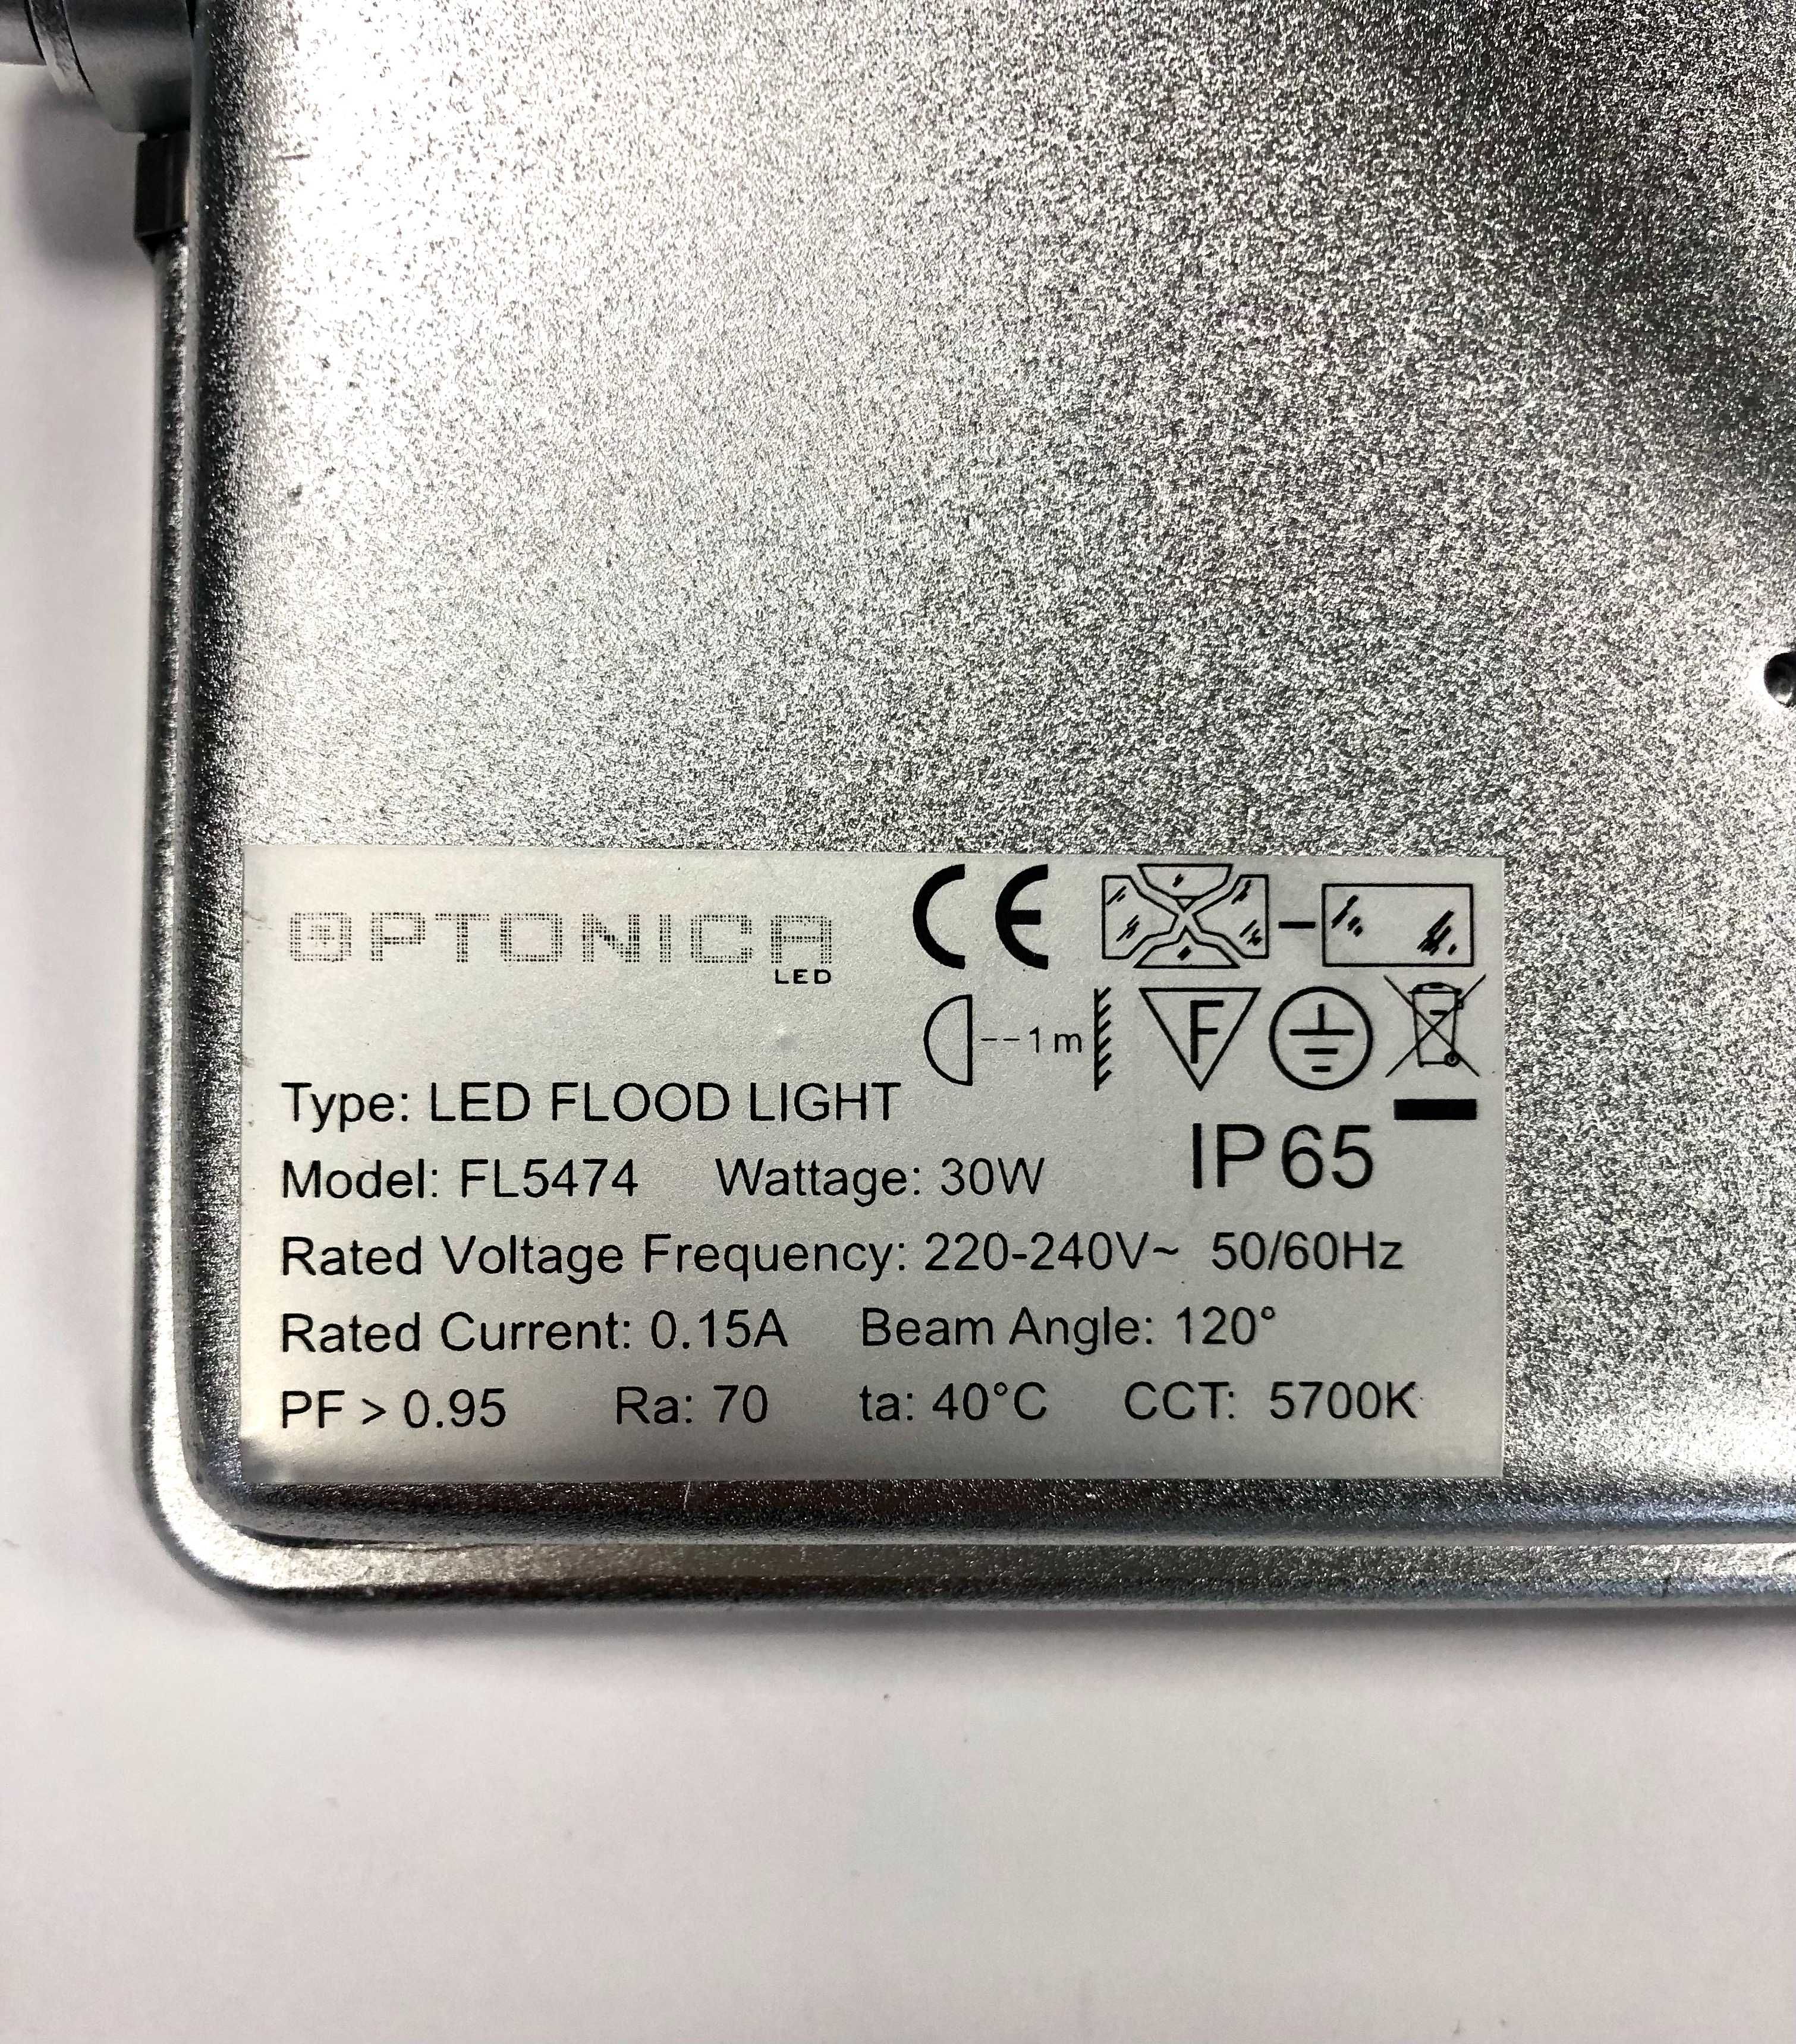 OPTONICA
LED
CE
--1m
F
Type: LED FLOOD LIGHT
IP65
Model: FL5474 Wattage: 30W
Rated Voltage Frequency: 220-240V~ 50/60Hz
Rated Current: 0.15A Beam Angle: 120°
PF > 0.95 Ra: 70 ta: 40°C CCT: 5700K